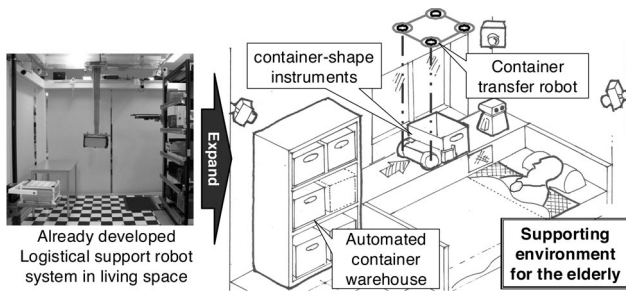 Already developed
Logistical support robot
system in living space
Expand
container-shape
instruments
Container
transfer robot
Automated
container
warehouse
Supporting
environment
for the elderly